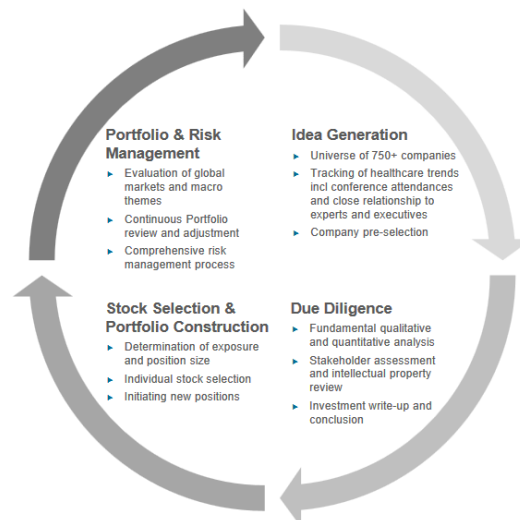 Portfolio & Risk
Management
Evaluation of global
markets and macro
themes
Continuous Portfolio
review and adjustment
Comprehensive risk
management process
Idea Generation
Universe of 750+ companies
Tracking of healthcare trends
incl conference attendances
and close relationship to
experts and executives
Company pre-selection
Stock Selection &
Portfolio Construction
Determination of exposure
and position size
Individual stock selection
Initiating new positions
Due Diligence
Fundamental qualitative
and quantitative analysis
Stakeholder assessment
and intellectual property
review
Investment write-up and
conclusion